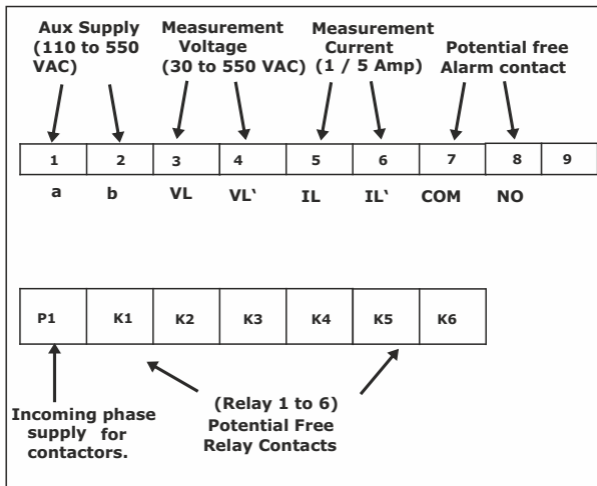 Aux Supply
(110 to 550
VAC)
Measurement
Voltage
(30 to 550 VAC)
Measurement
Current
(1 / 5 Amp)
Potential free
Alarm contact
1 2 3 4 5 6 7 8 9
a b VL VL‘ IL IL‘ COM NO
P1 K1 K2 K3 K4 K5 K6
Incoming phase
supply for
contactors.
(Relay 1 to 6)
Potential Free
Relay Contacts